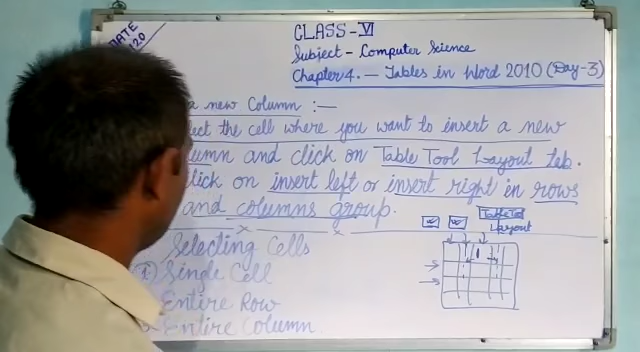 DATE
CLASS - VI
Subject - Computer Science
Chapter 4. - Tables in Word 2010 (Day-3)
a new Column :-
lect the cell where you want to insert a new
lumn and click on Table Tool Layout tab.
lick on insert left or insert right in rows
and columns group.
Table Tool
Layout
Selecting Cells
① Single Cell
Entire Row
Entire Column